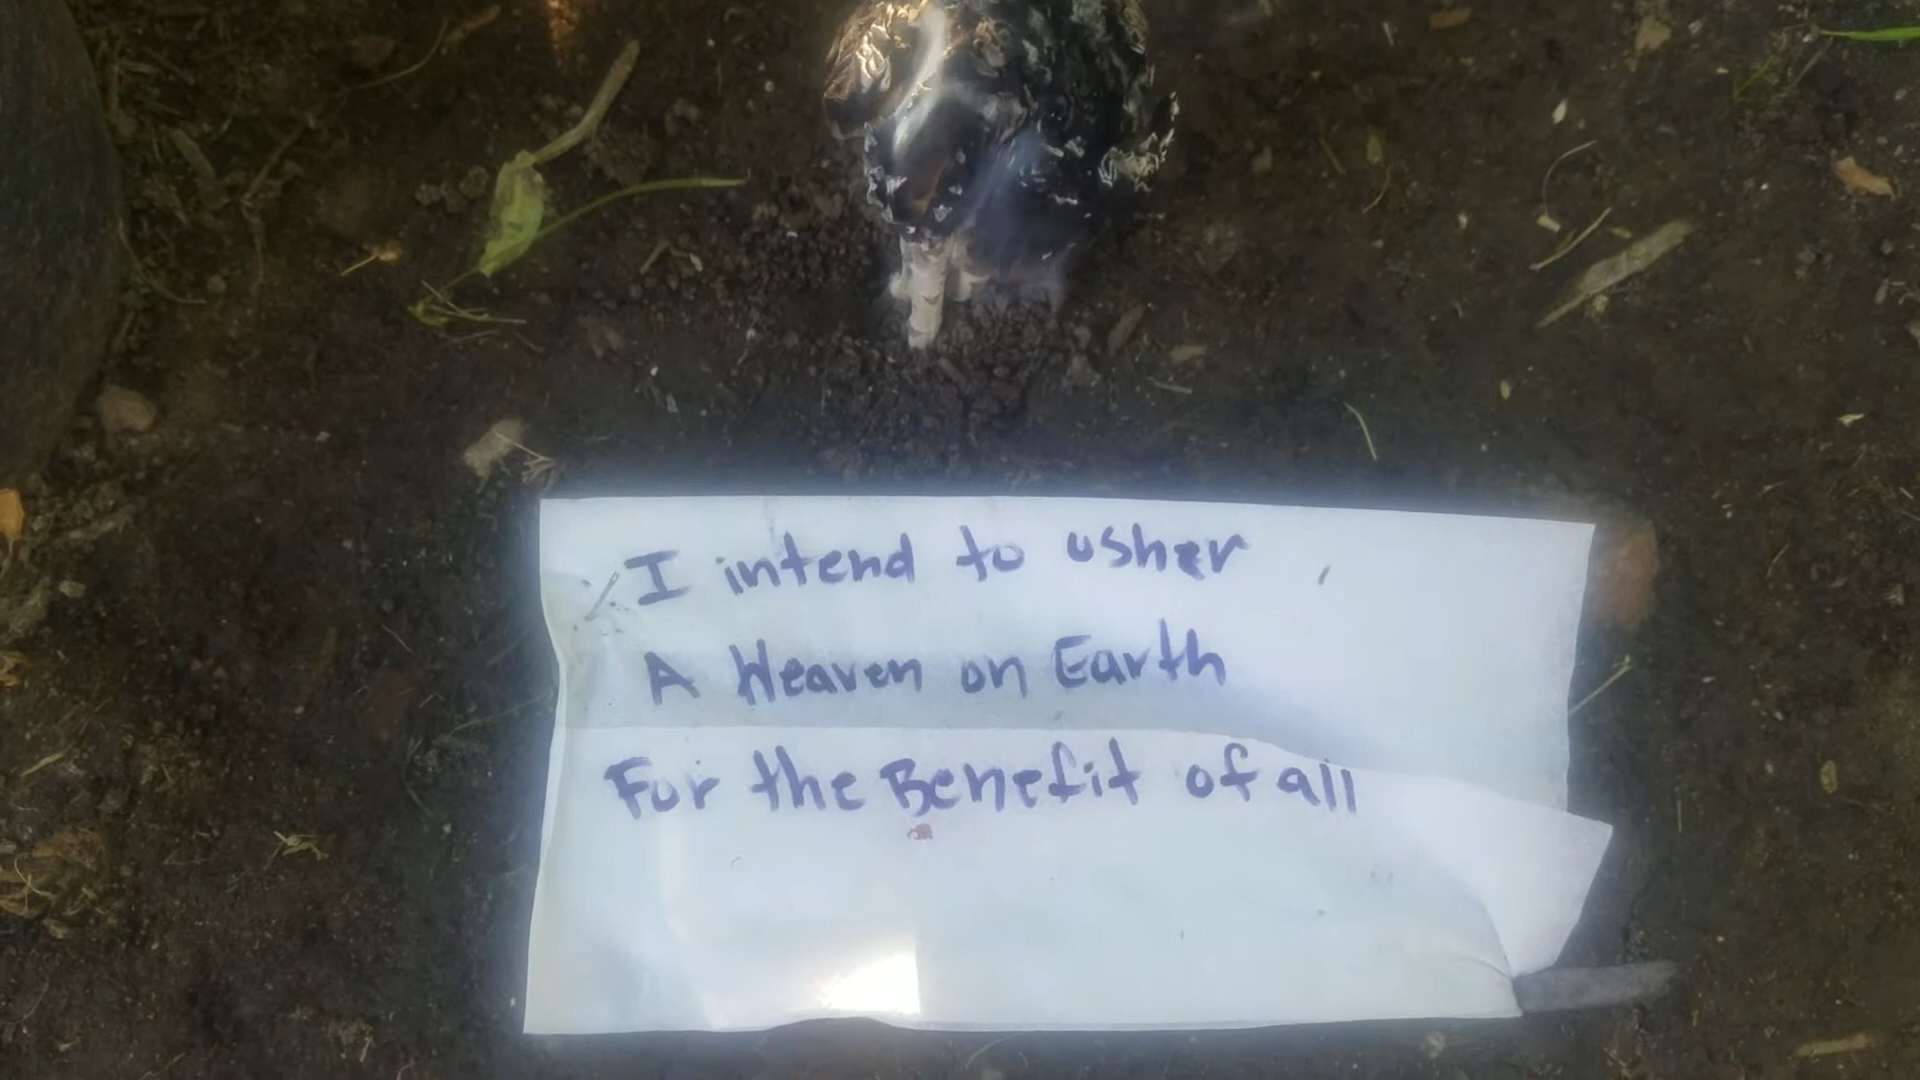 I intend to usher
A Heaven on Earth
For the Benefit of all